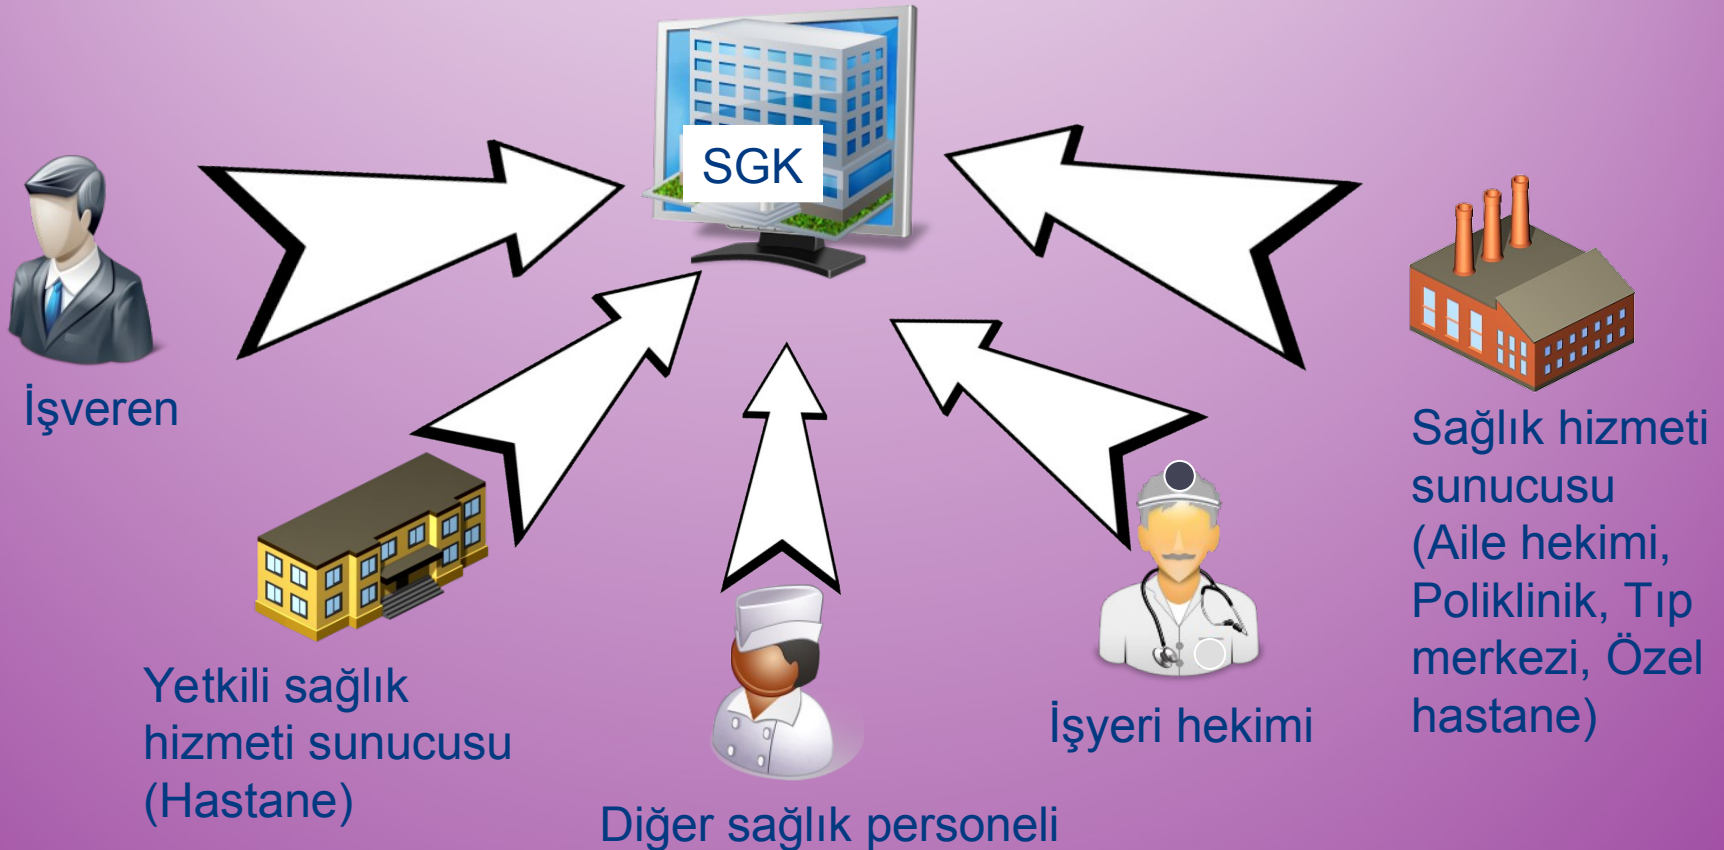 SGK
İşveren
Yetkili sağlık
hizmeti sunucusu
(Hastane)
Diğer sağlık personeli
İşyeri hekimi
Sağlık hizmeti
sunucusu
(Aile hekimi,
Poliklinik, Tıp
merkezi, Özel
hastane)